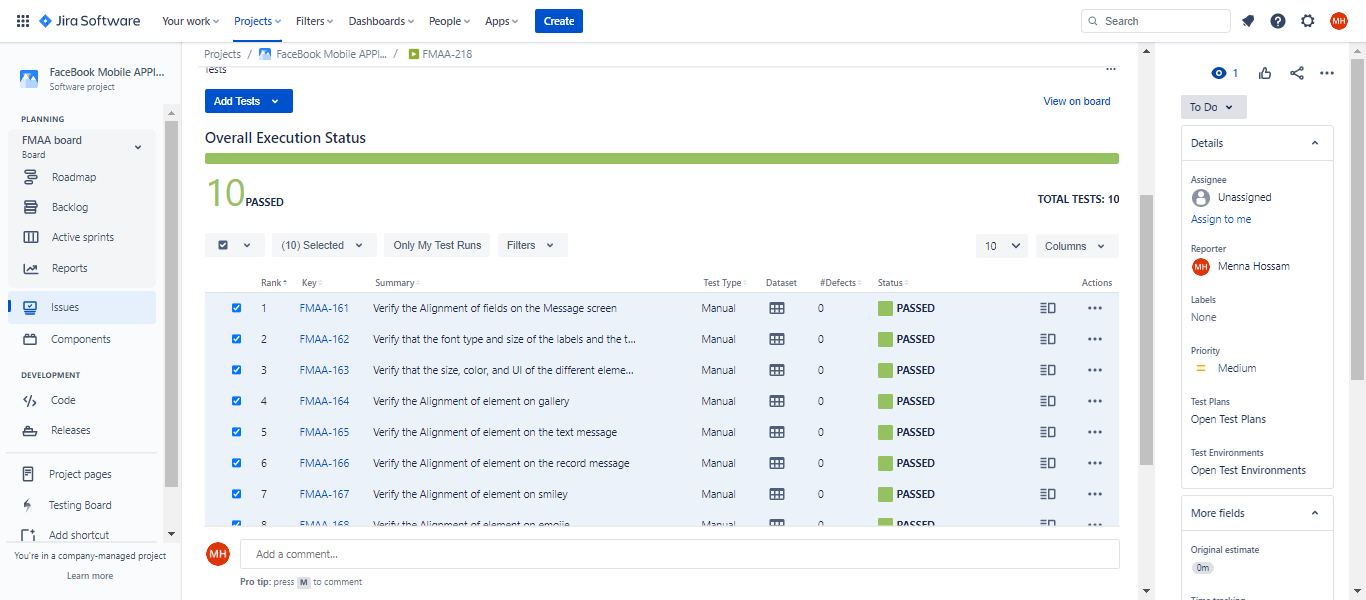 Jira Software
Your work
Projects
Filters
Dashboards
People
Apps
Create
Search
MH
FaceBook Mobile APPl...
Software project
PLANNING
FMAA board
Board
Roadmap
Backlog
Active sprints
Reports
Issues
Components
DEVELOPMENT
Code
Releases
Project pages
Testing Board
Add shortcut
You're in a company-managed project
Learn more
Projects / FaceBook Mobile APPl... / FMAA-218
Tests
Add Tests
View on board
Overall Execution Status
10 PASSED
TOTAL TESTS: 10
(10) Selected
Only My Test Runs
Filters
10
Columns
Rank Key Summary Test Type Dataset #Defects Status Actions
1 FMAA-161 Verify the Alignment of fields on the Message screen Manual 0 PASSED
2 FMAA-162 Verify that the font type and size of the labels and the t... Manual 0 PASSED
3 FMAA-163 Verify that the size, color, and UI of the different eleme... Manual 0 PASSED
4 FMAA-164 Verify the Alignment of element on gallery Manual 0 PASSED
5 FMAA-165 Verify the Alignment of element on the text message Manual 0 PASSED
6 FMAA-166 Verify the Alignment of element on the record message Manual 0 PASSED
7 FMAA-167 Verify the Alignment of element on smiley Manual 0 PASSED
8 FMAA-168 Verify the Alignment of element on emojie Manual 0 PASSED
MH
Add a comment...
Pro tip: press M to comment
1
To Do
Details
Assignee
Unassigned
Assign to me
Reporter
MH Menna Hossam
Labels
None
Priority
Medium
Test Plans
Open Test Plans
Test Environments
Open Test Environments
More fields
Original estimate
0m
Time tracking